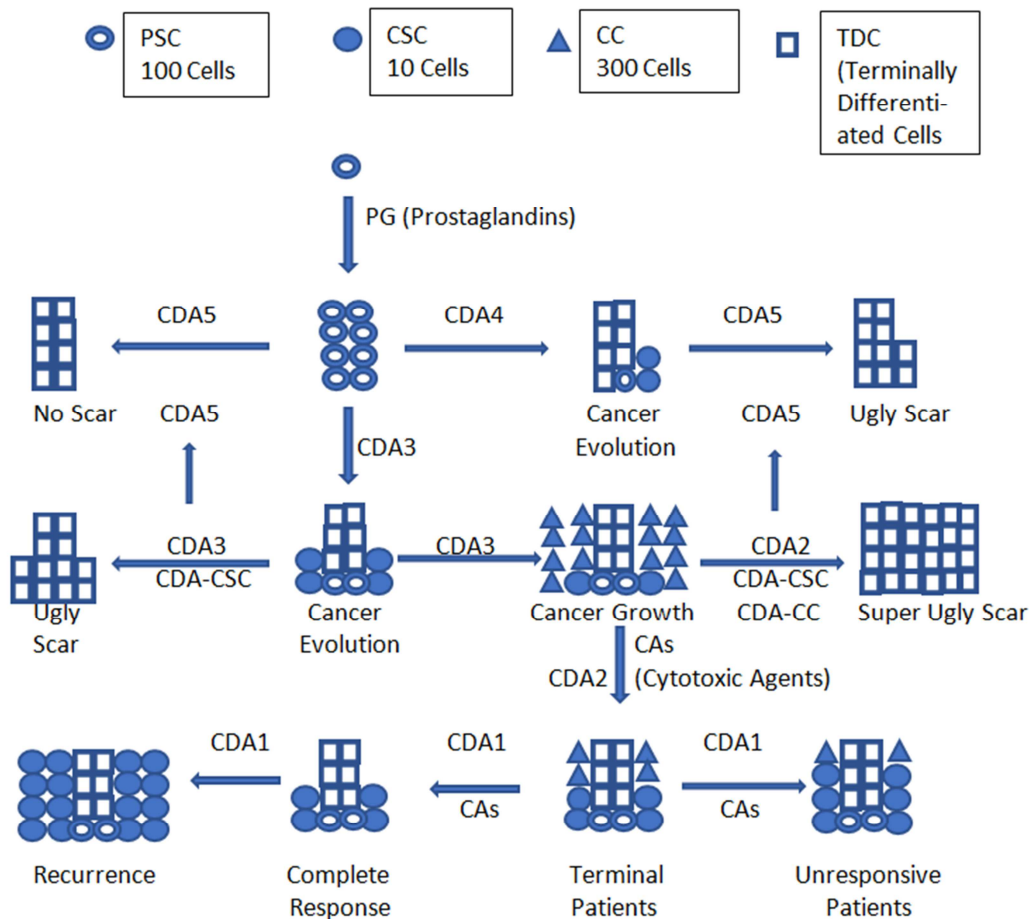 PSC
100 Cells
CSC
10 Cells
CC
300 Cells
TDC
(Terminally
Differenti-
ated Cells
PG (Prostaglandins)
CDA5
CDA4
CDA5
No Scar
CDA5
Cancer
Evolution
CDA5
Ugly Scar
CDA3
CDA3
CDA-CSC
CDA3
CDA2
CDA-CSC
CDA-CC
Ugly
Scar
Cancer
Evolution
Cancer Growth
Super Ugly Scar
CDA2
CAs
(Cytotoxic Agents)
CDA1
CDA1
CAs
CDA1
CAs
Recurrence
Complete
Response
Terminal
Patients
Unresponsive
Patients